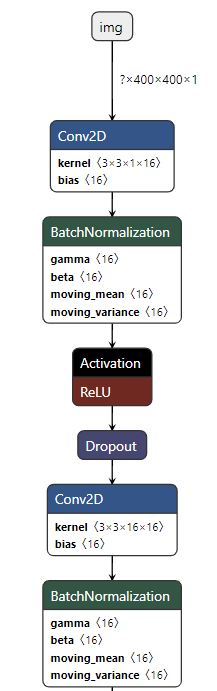 img
?×400×400×1
Conv2D
kernel ⟨3×3×1×16⟩
bias ⟨16⟩
BatchNormalization
gamma ⟨16⟩
beta ⟨16⟩
moving_mean ⟨16⟩
moving_variance ⟨16⟩
Activation
ReLU
Dropout
Conv2D
kernel ⟨3×3×16×16⟩
bias ⟨16⟩
BatchNormalization
gamma ⟨16⟩
beta ⟨16⟩
moving_mean ⟨16⟩
moving_variance ⟨16⟩